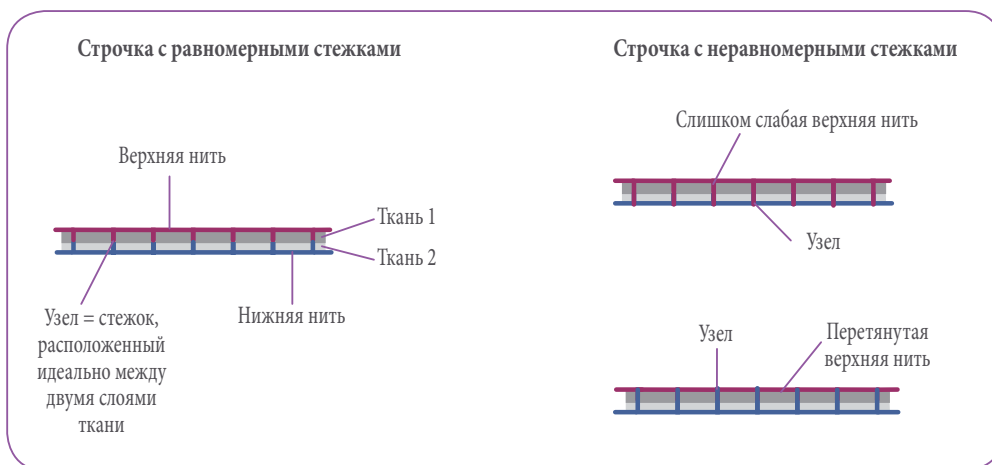 Строчка с равномерными стежками
Верхняя нить
Ткань 1
Ткань 2
Нижняя нить
Узел = стежок,
расположенный
идеально между
двумя слоями
ткани
Строчка с неравномерными стежками
Слишком слабая верхняя нить
Узел
Узел
Перетянутая
верхняя нить